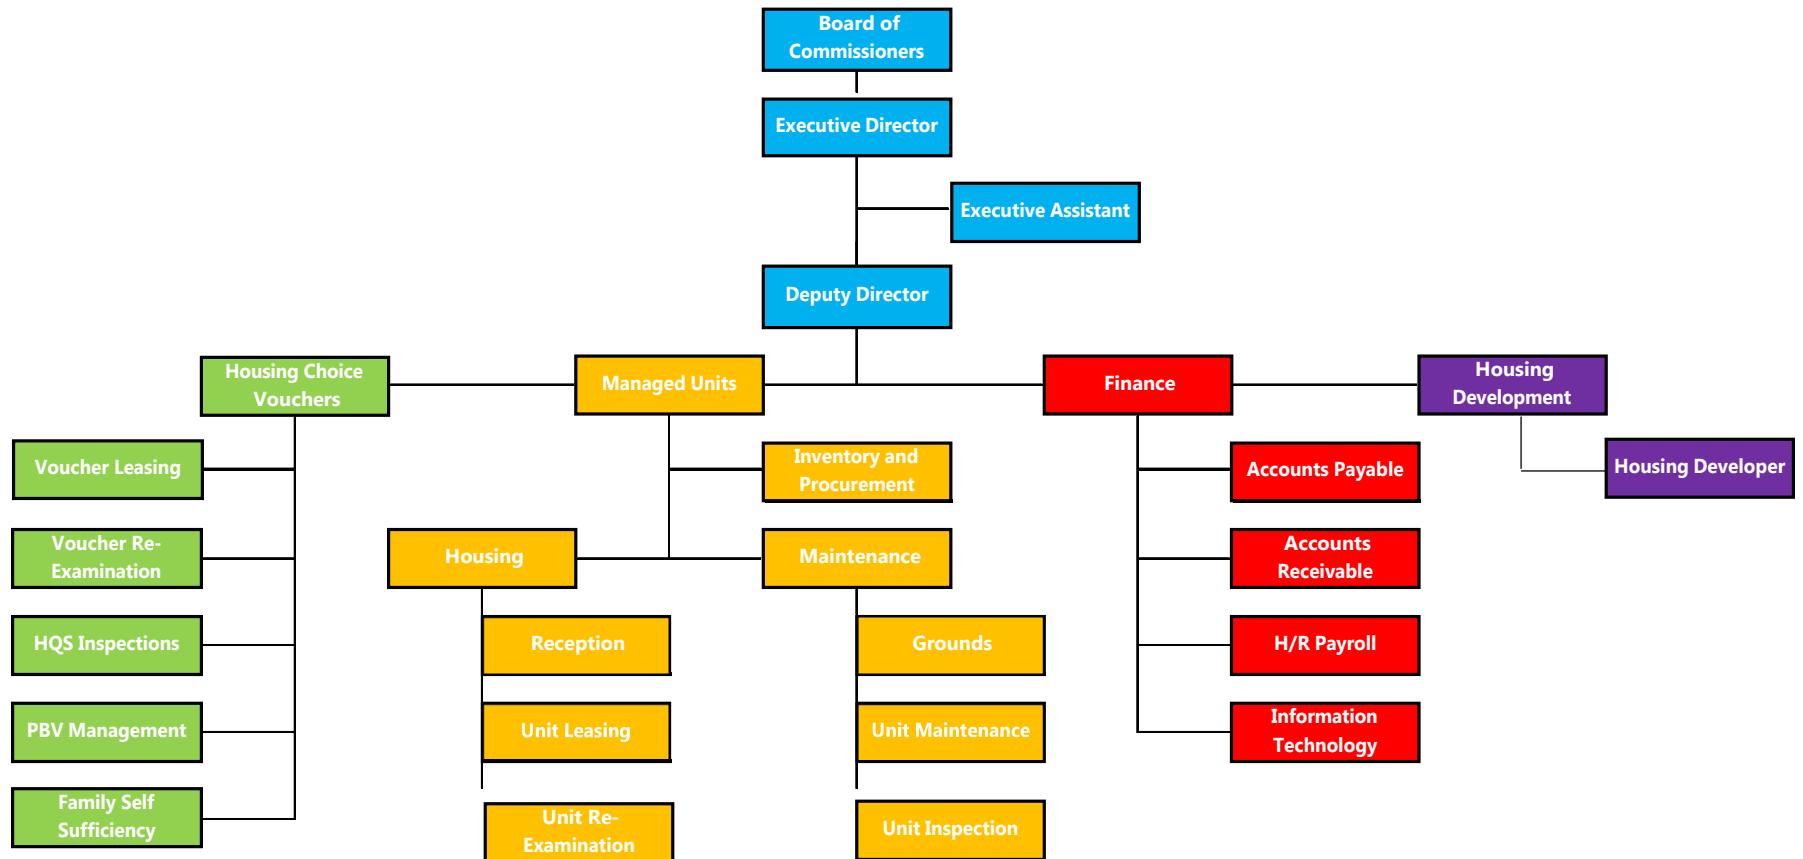 Board of
Commissioners
Executive Director
Executive Assistant
Deputy Director
Housing Choice
Vouchers
Managed Units
Finance
Housing
Development
Voucher Leasing
Inventory and
Procurement
Accounts Payable
Housing Developer
Voucher Re-
Examination
Housing
Maintenance
Accounts
Receivable
HQS Inspections
Reception
Grounds
H/R Payroll
PBV Management
Unit Leasing
Unit Maintenance
Information
Technology
Family Self
Sufficiency
Unit Re-
Examination
Unit Inspection